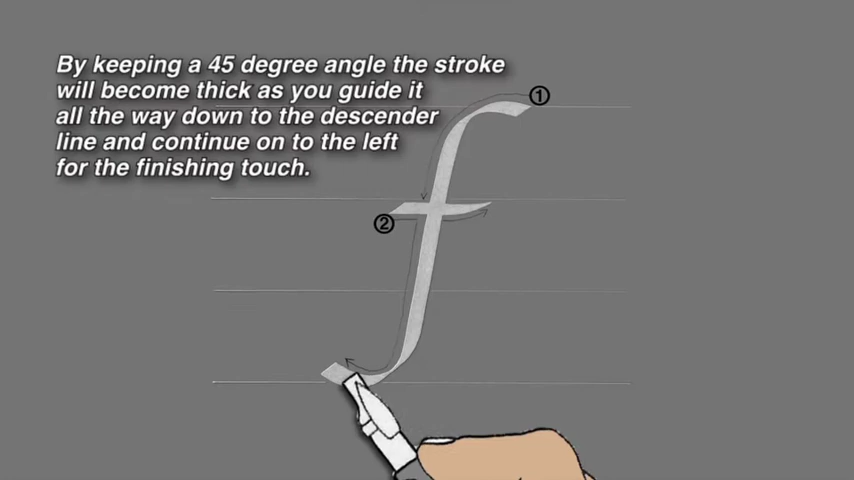 By keeping a 45 degree angle the stroke
will become thick as you guide it
all the way down to the descender
line and continue on to the left
for the finishing touch.
1
f
2